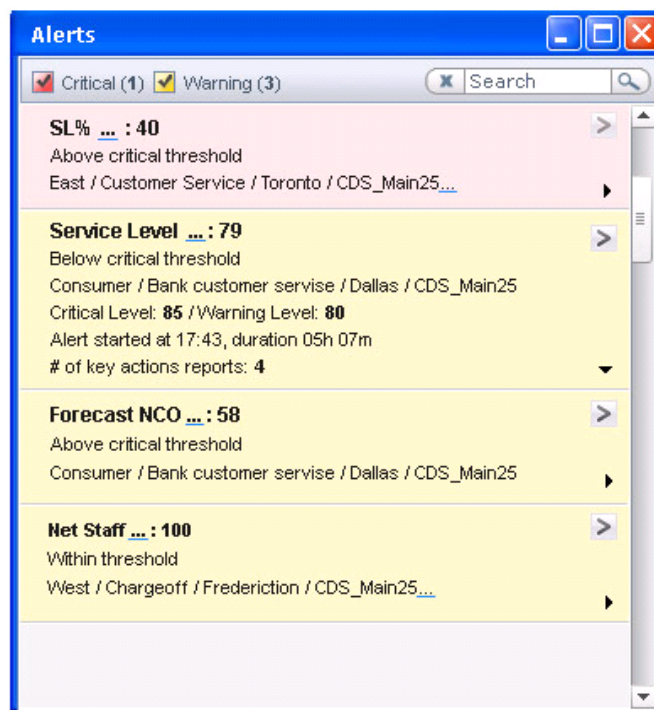 Alerts
Critical (1) Warning (3) Search
SL% ... : 40
Above critical threshold
East / Customer Service / Toronto / CDS_Main25...
Service Level ... : 79
Below critical threshold
Consumer / Bank customer servise / Dallas / CDS_Main25
Critical Level: 85 / Warning Level: 80
Alert started at 17:43, duration 05h 07m
# of key actions reports: 4
Forecast NCO ... : 58
Above critical threshold
Consumer / Bank customer servise / Dallas / CDS_Main25
Net Staff ... : 100
Within threshold
West / Chargeoff / Frederiction / CDS_Main25...